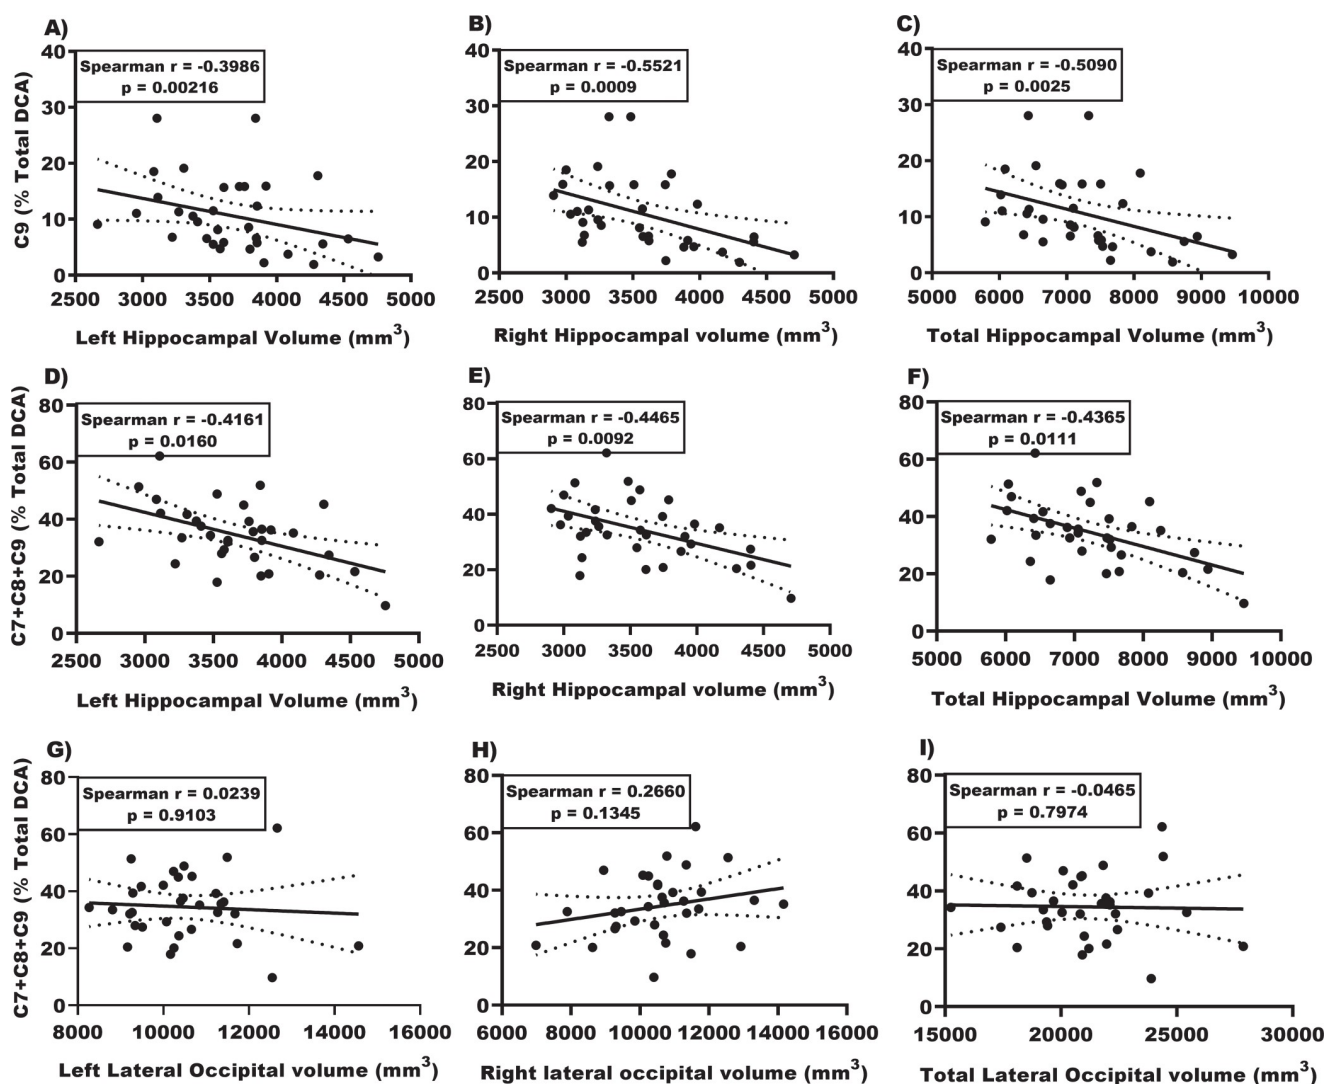 A)
Spearman r = -0.3986
p = 0.00216
C9 (% Total DCA)
40
30
20
10
0
2500 3000 3500 4000 4500 5000
Left Hippocampal Volume (mm3)
B)
Spearman r = -0.5521
p = 0.0009
40
30
20
10
0
2500 3000 3500 4000 4500 5000
Right Hippocampal volume (mm3)
C)
Spearman r = -0.5090
p = 0.0025
40
30
20
10
0
5000 6000 7000 8000 9000 10000
Total Hippocampal Volume (mm3)
D)
Spearman r = -0.4161
p = 0.0160
C7+C8+C9 (% Total DCA)
80
60
40
20
0
2500 3000 3500 4000 4500 5000
Left Hippocampal Volume (mm3)
E)
Spearman r = -0.4465
p = 0.0092
80
60
40
20
0
2500 3000 3500 4000 4500 5000
Right Hippocampal volume (mm3)
F)
Spearman r = -0.4365
p = 0.0111
80
60
40
20
0
5000 6000 7000 8000 9000 10000
Total Hippocampal Volume (mm3)
G)
Spearman r = 0.0239
p = 0.9103
C7+C8+C9 (% Total DCA)
80
60
40
20
0
8000 10000 12000 14000 16000
Left Lateral Occipital volume (mm3)
H)
Spearman r = 0.2660
p = 0.1345
80
60
40
20
0
6000 8000 10000 12000 14000 16000
Right lateral occipital volume (mm3)
I)
Spearman r = -0.0465
p = 0.7974
80
60
40
20
0
15000 20000 25000 30000
Total Lateral Occipital volume (mm3)